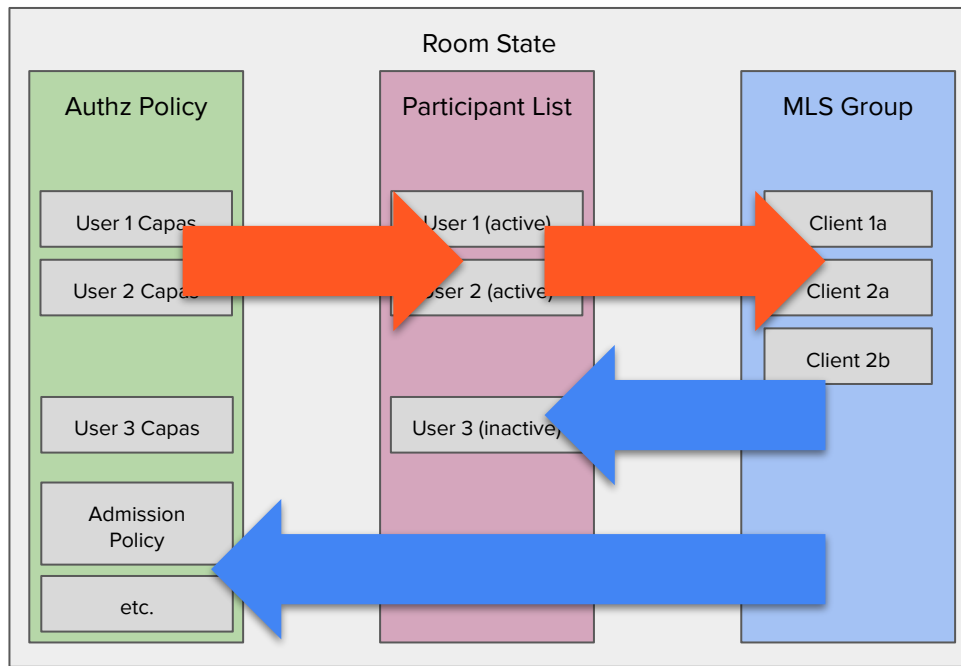 Room State
Authz Policy
User 1 Capas
User 2 Capas
User 3 Capas
Admission
Policy
etc.
Participant List
User 1 (active)
User 2 (active)
User 3 (inactive)
MLS Group
Client 1a
Client 2a
Client 2b